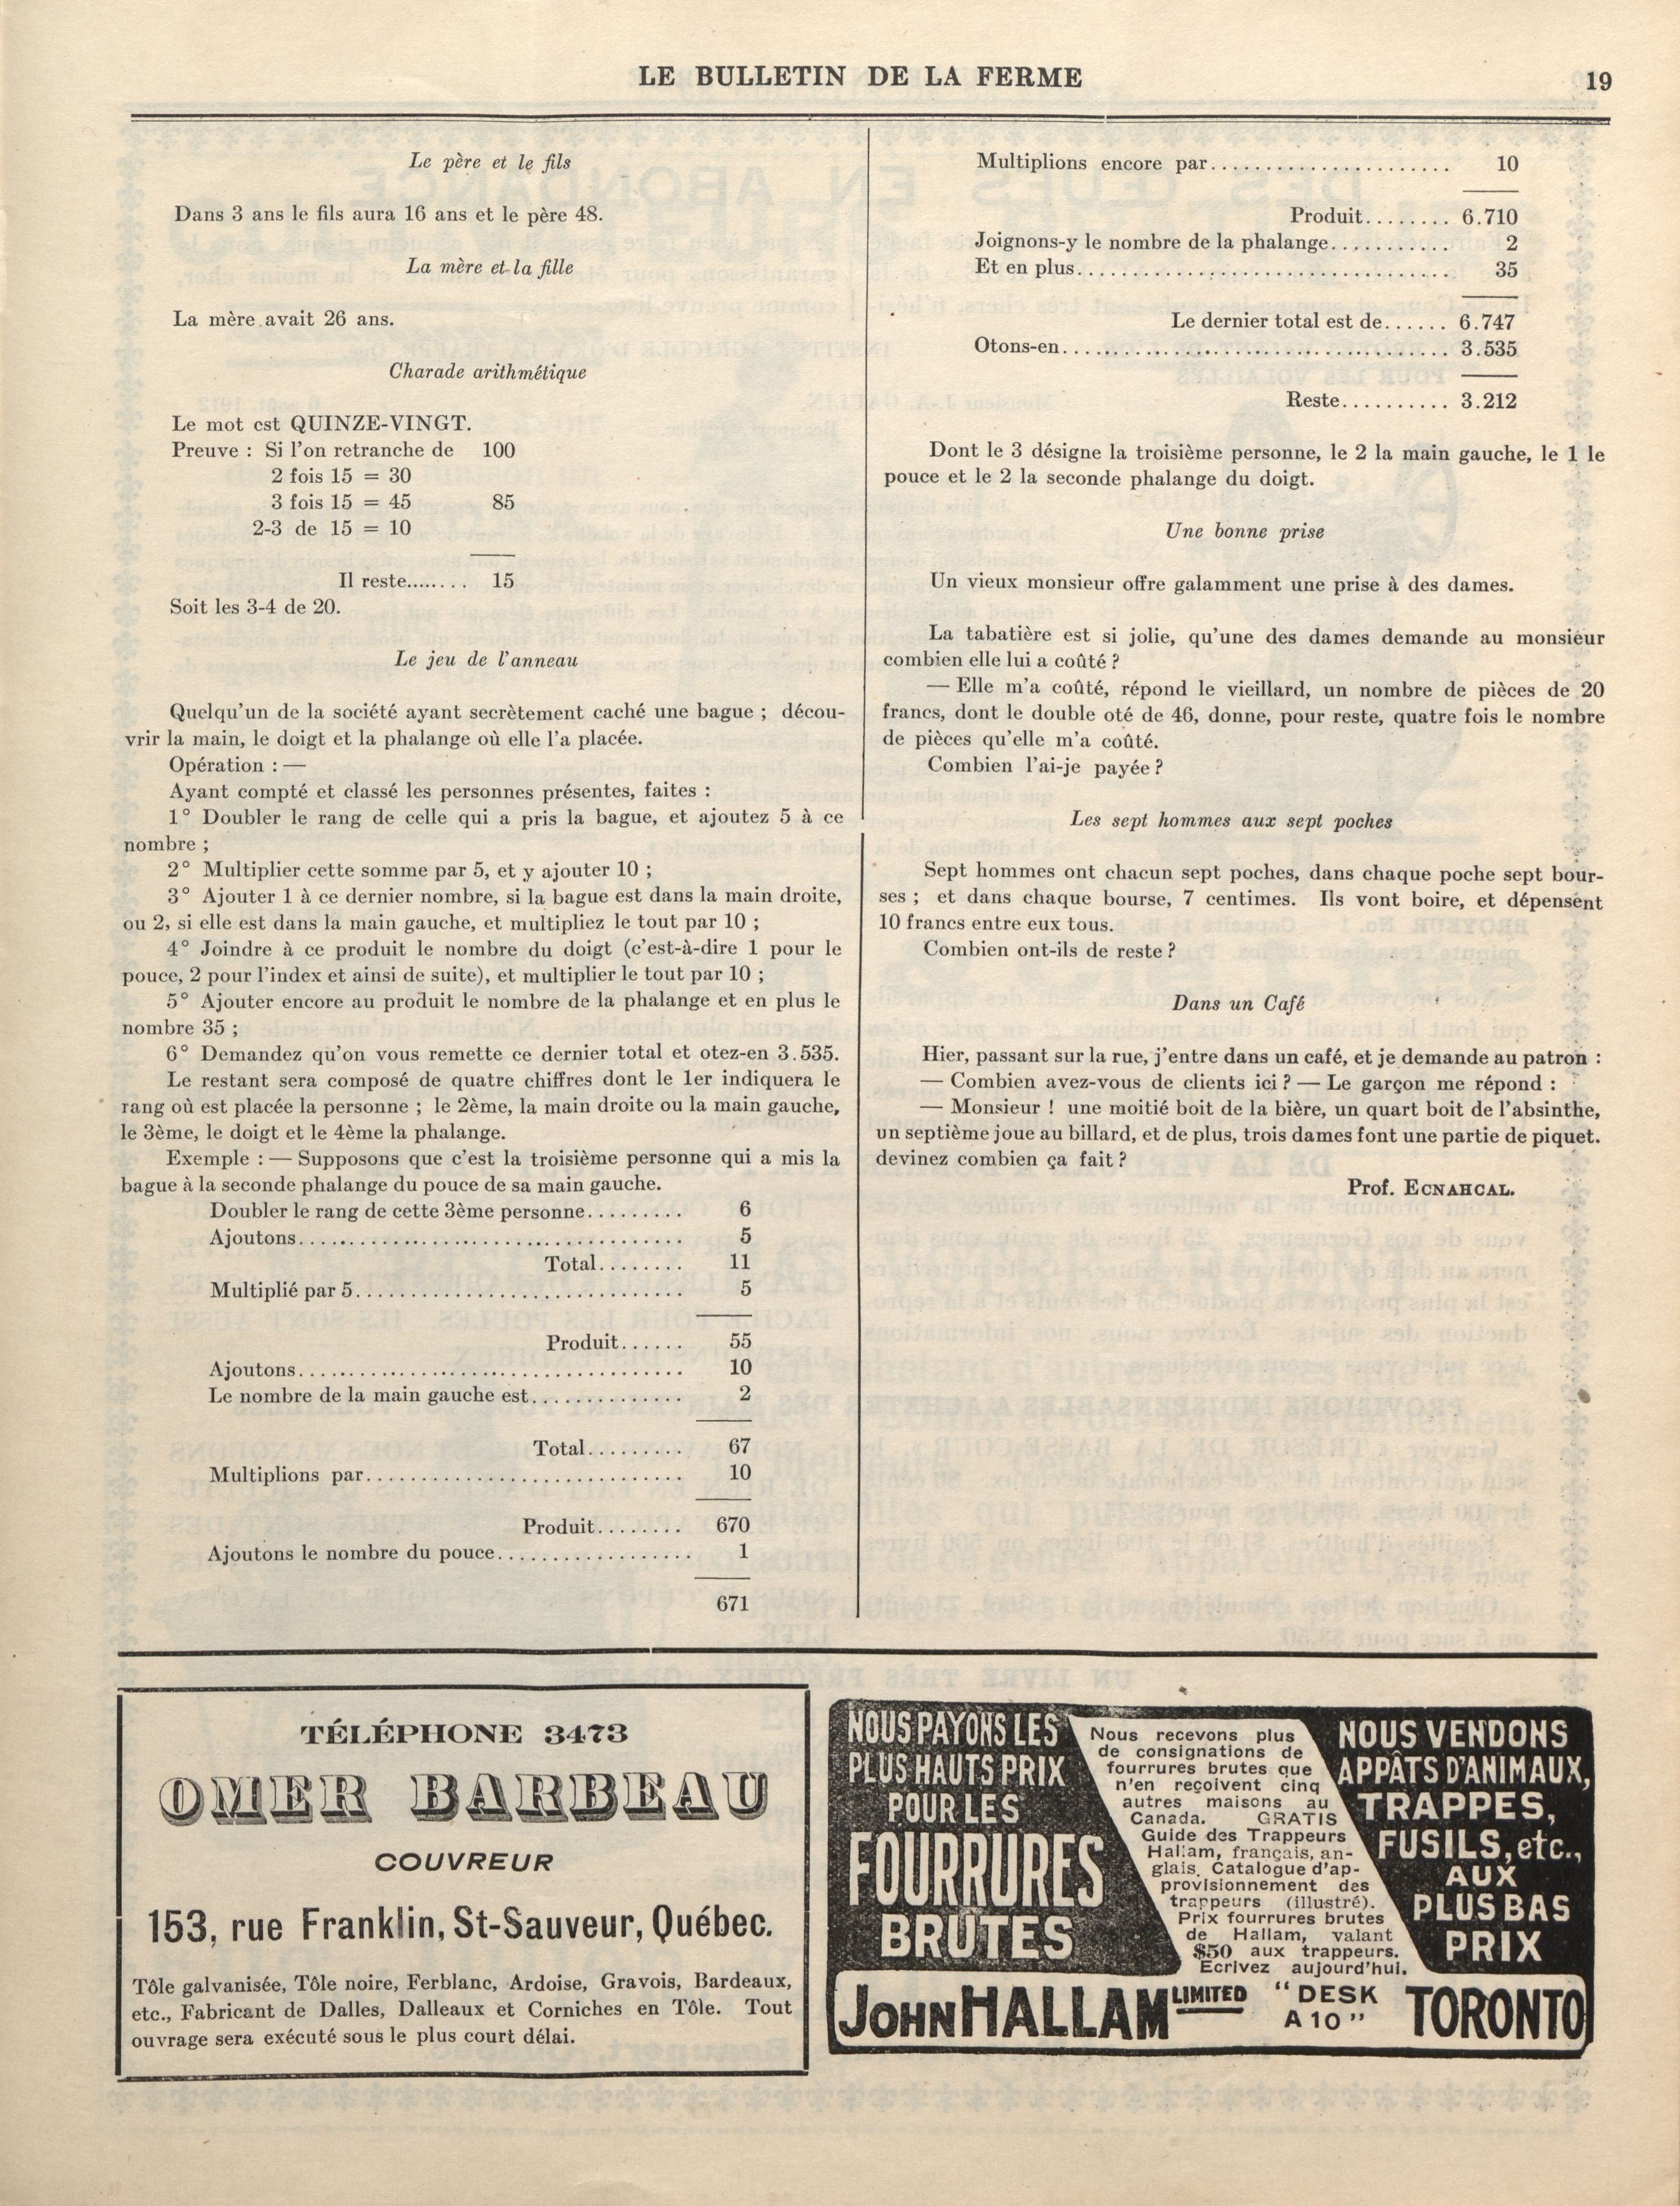 LE BULLETIN DE LA FERME
19
Le père et le fils
Dans 3 ans le fils aura 16 ans et le père 48.
La mère et la fille
La mère avait 26 ans.
Charade arithmétique
Le mot est QUINZE-VINGT.
Preuve : Si l'on retranche de 100
2 fois 15 = 30
3 fois 15 = 45 85
2-3 de 15 = 10
Il reste........ 15
Soit les 3-4 de 20.
Le jeu de l'anneau
Quelqu'un de la société ayant secrètement caché une bague ; décou-
vrir la main, le doigt et la phalange où elle l'a placée.
Opération : —
Ayant compté et classé les personnes présentes, faites :
1° Doubler le rang de celle qui a pris la bague, et ajoutez 5 à ce
nombre ;
2° Multiplier cette somme par 5, et y ajouter 10 ;
3° Ajouter 1 à ce dernier nombre, si la bague est dans la main droite,
ou 2, si elle est dans la main gauche, et multipliez le tout par 10 ;
4° Joindre à ce produit le nombre du doigt (c'est-à-dire 1 pour le
pouce, 2 pour l'index et ainsi de suite), et multiplier le tout par 10 ;
5° Ajouter encore au produit le nombre de la phalange et en plus le
nombre 35 ;
6° Demandez qu'on vous remette ce dernier total et otez-en 3.535.
Le restant sera composé de quatre chiffres dont le 1er indiquera le
rang où est placée la personne ; le 2ème, la main droite ou la main gauche,
le 3ème, le doigt et le 4ème la phalange.
Exemple : — Supposons que c'est la troisième personne qui a mis la
bague à la seconde phalange du pouce de sa main gauche.
Doubler le rang de cette 3ème personne......... 6
Ajoutons................................... 5
Total........ 11
Multiplié par 5.............................. 5
Produit...... 55
Ajoutons................................... 10
Le nombre de la main gauche est.............. 2
Total......... 67
Multiplions par............................. 10
Produit........ 670
Ajoutons le nombre du pouce.................. 1
671
Multiplions encore par...................... 10
Produit........ 6.710
Joignons-y le nombre de la phalange........... 2
Et en plus.................................. 35
Le dernier total est de...... 6.747
Otons-en................................... 3.535
Reste.......... 3.212
Dont le 3 désigne la troisième personne, le 2 la main gauche, le 1 le
pouce et le 2 la seconde phalange du doigt.
Une bonne prise
Un vieux monsieur offre galamment une prise à des dames.
La tabatière est si jolie, qu'une des dames demande au monsieur
combien elle lui a coûté ?
— Elle m'a coûté, répond le vieillard, un nombre de pièces de 20
francs, dont le double oté de 46, donne, pour reste, quatre fois le nombre
de pièces qu'elle m'a coûté.
Combien l'ai-je payée ?
Les sept hommes aux sept poches
Sept hommes ont chacun sept poches, dans chaque poche sept bour-
ses ; et dans chaque bourse, 7 centimes. Ils vont boire, et dépensent
10 francs entre eux tous.
Combien ont-ils de reste ?
Dans un Café
Hier, passant sur la rue, j'entre dans un café, et je demande au patron :
— Combien avez-vous de clients ici ? — Le garçon me répond :
— Monsieur ! une moitié boit de la bière, un quart boit de l'absinthe,
un septième joue au billard, et de plus, trois dames font une partie de piquet.
devinez combien ça fait ?
Prof. ECNAHCAL.
TÉLÉPHONE 3473
OMER BARBEAU
COUVREUR
153, rue Franklin, St-Sauveur, Québec.
Tôle galvanisée, Tôle noire, Ferblanc, Ardoise, Gravois, Bardeaux,
etc., Fabricant de Dalles, Dalleaux et Corniches en Tôle. Tout
ouvrage sera exécuté sous le plus court délai.
NOUS PAYONS LES
PLUS HAUTS PRIX
POUR LES
FOURRURES
BRUTES
Nous recevons plus
de consignations de
fourrures brutes que
n'en reçoivent cinq
autres maisons au
Canada. GRATIS
Guide des Trappeurs
Hallam, français, an-
glais. Catalogue d'ap-
provisionnement des
trappeurs (illustré).
Prix fourrures brutes
de Hallam, valant
$50 aux trappeurs.
Ecrivez aujourd'hui.
NOUS VENDONS
APPÂTS D'ANIMAUX,
TRAPPES,
FUSILS, etc.,
AUX
PLUS BAS
PRIX
JOHN HALLAM LIMITED "DESK A 10" TORONTO